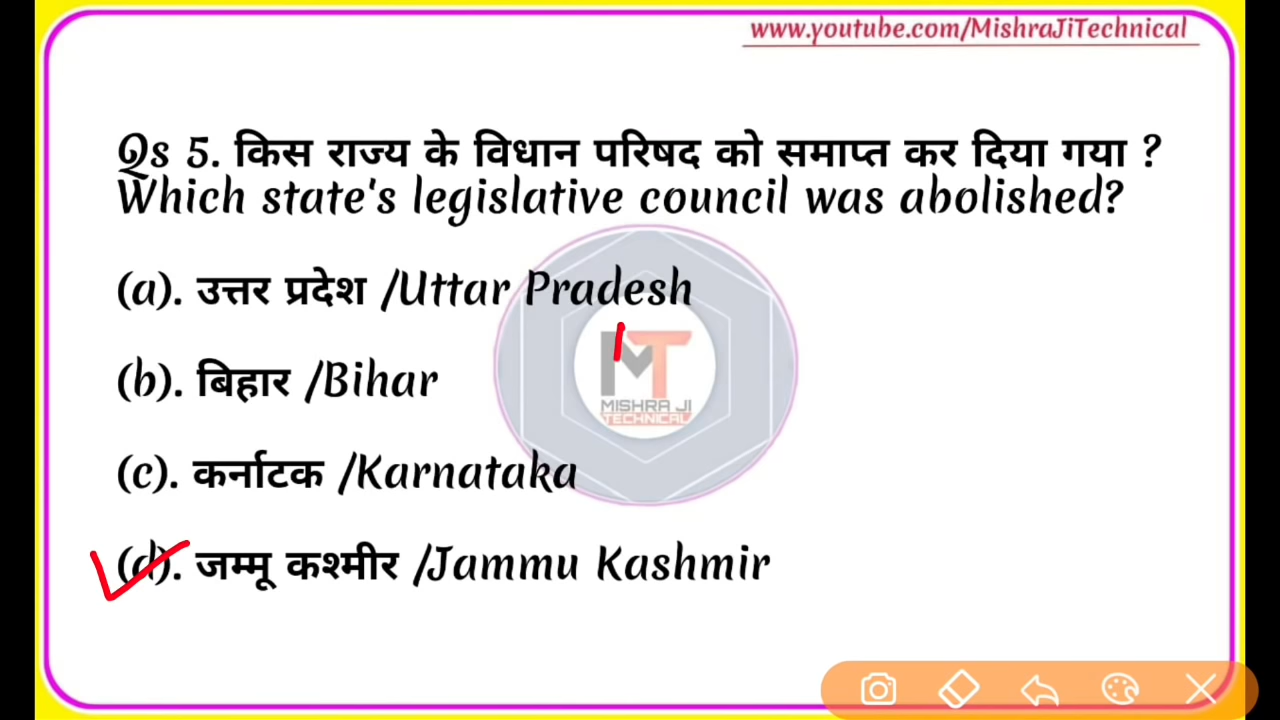 www.youtube.com/MishraJiTechnical
Qs 5. किस राज्य के विधान परिषद को समाप्त कर दिया गया ?
Which state's legislative council was abolished?
(a). उत्तर प्रदेश /Uttar Pradesh
MT
MISHRA JI
TECHNICAL
(b). बिहार /Bihar
(c). कर्नाटक /Karnataka
(d). जम्मू कश्मीर /Jammu Kashmir